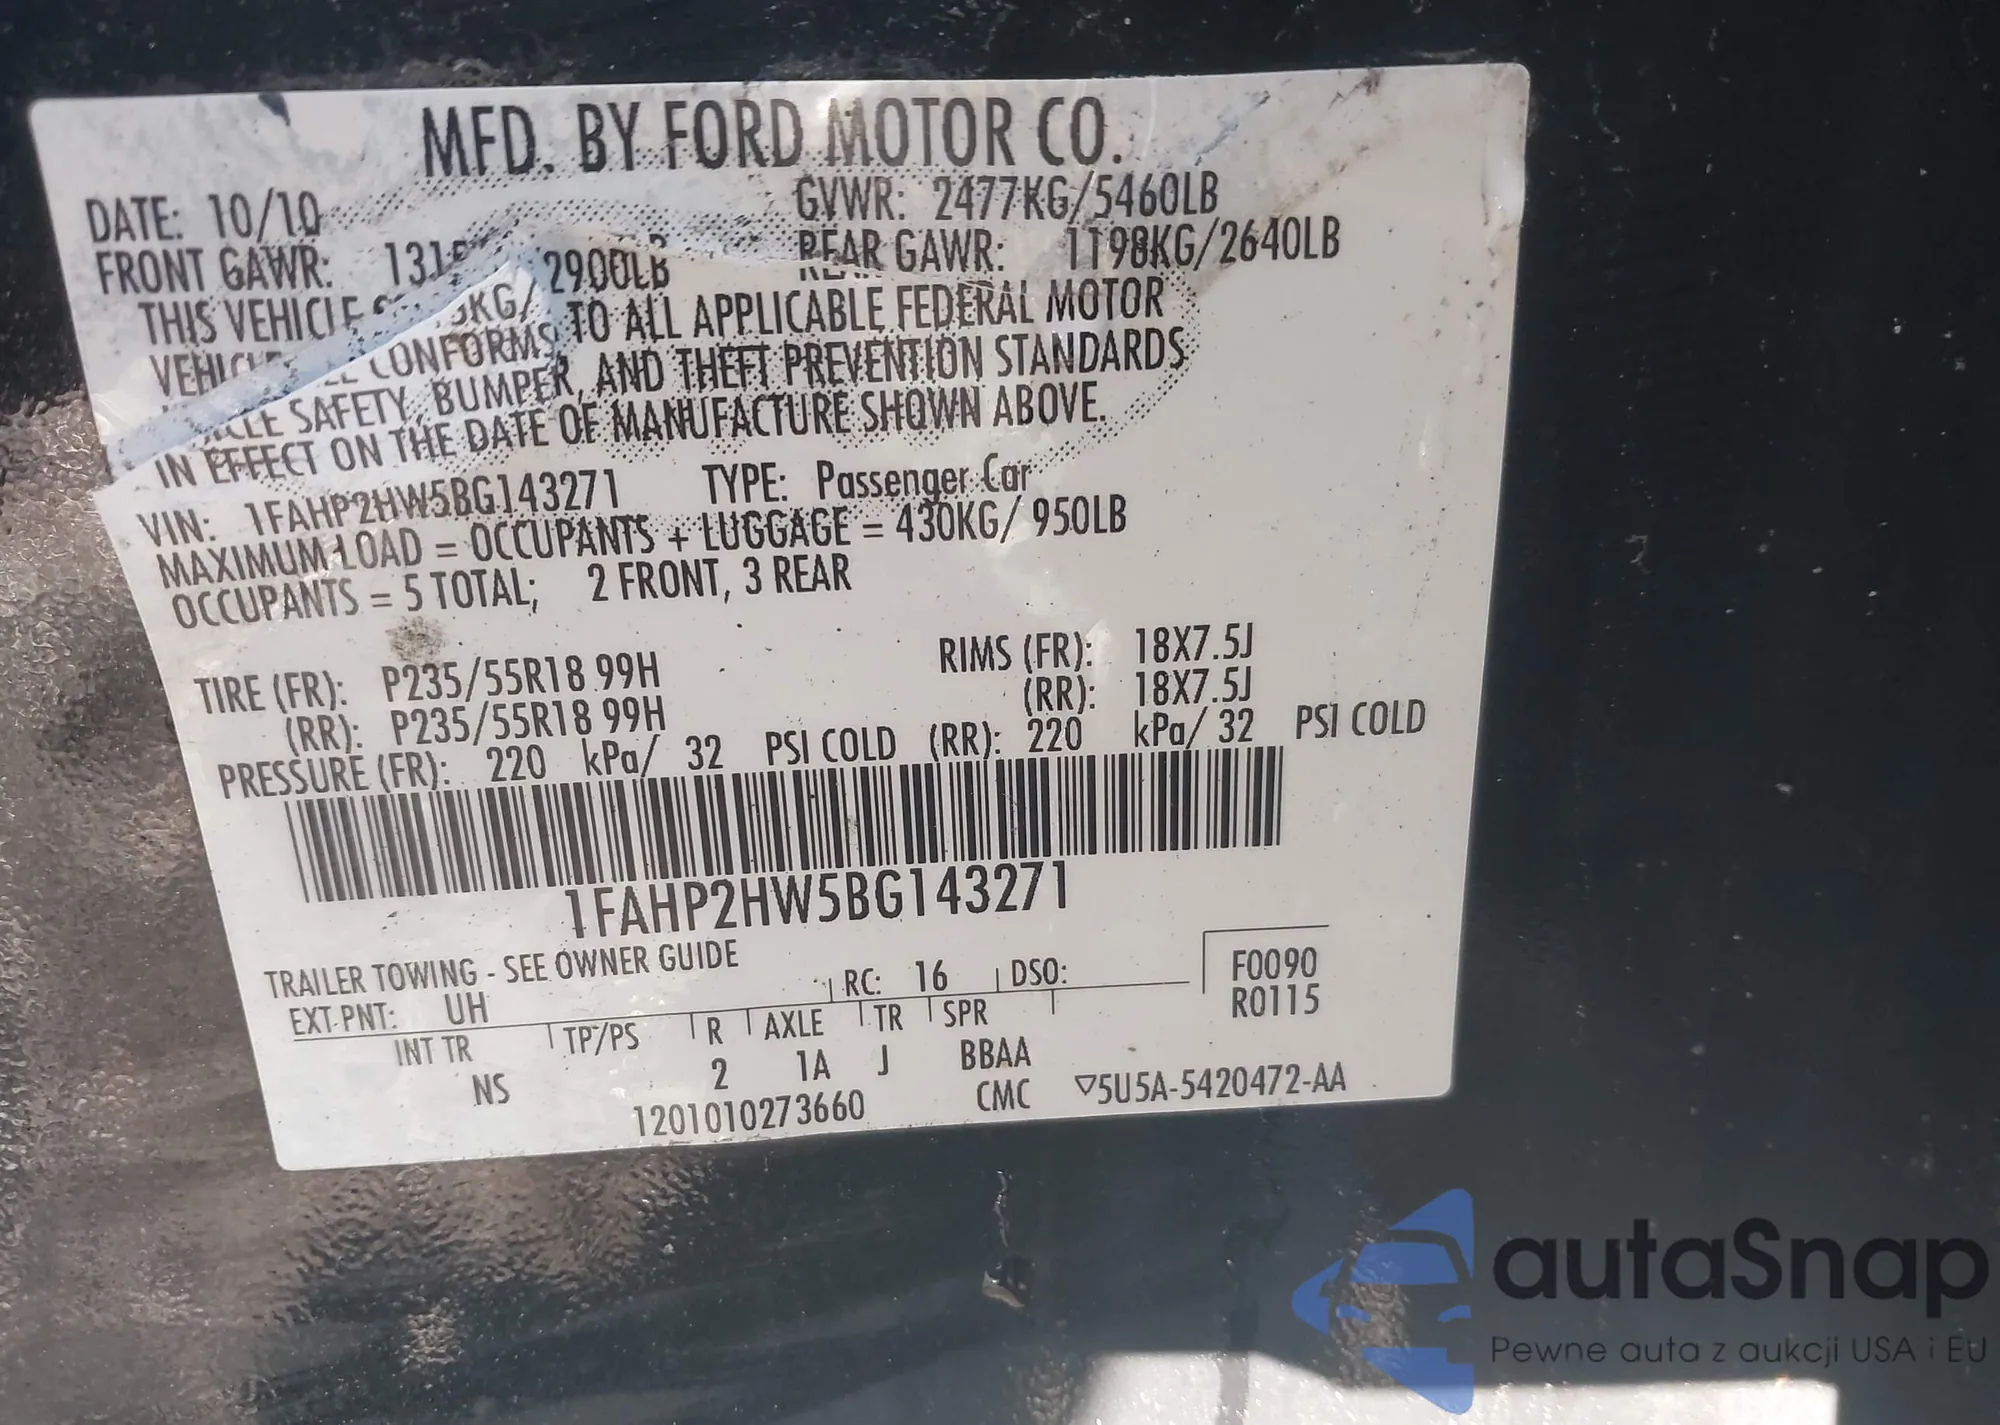 MFD. BY FORD MOTOR CO.
DATE: 10/10 GVWR: 2477KG/5460LB
FRONT GAWR: 1315KG/2900LB REAR GAWR: 1198KG/2640LB
THIS VEHICLE CONFORMS TO ALL APPLICABLE FEDERAL MOTOR
VEHICLE SAFETY, BUMPER, AND THEFT PREVENTION STANDARDS
IN EFFECT ON THE DATE OF MANUFACTURE SHOWN ABOVE.
VIN: 1FAHP2HW5BG143271 TYPE: Passenger Car
MAXIMUM LOAD = OCCUPANTS + LUGGAGE = 430KG/ 950LB
OCCUPANTS = 5 TOTAL; 2 FRONT, 3 REAR
TIRE (FR): P235/55R18 99H RIMS (FR): 18X7.5J
(RR): P235/55R18 99H (RR): 18X7.5J
PRESSURE (FR): 220 kPa/ 32 PSI COLD (RR): 220 kPa/ 32 PSI COLD
1FAHP2HW5BG143271
TRAILER TOWING - SEE OWNER GUIDE
EXT PNT: UH RC: 16 DSO: F0090
R0115
INT TR TP/PS R AXLE TR SPR
NS 2 1A J BBAA
1201010273660 CMC ▽5U5A-5420472-AA
autaSnap
Pewne auta z aukcji USA i EU